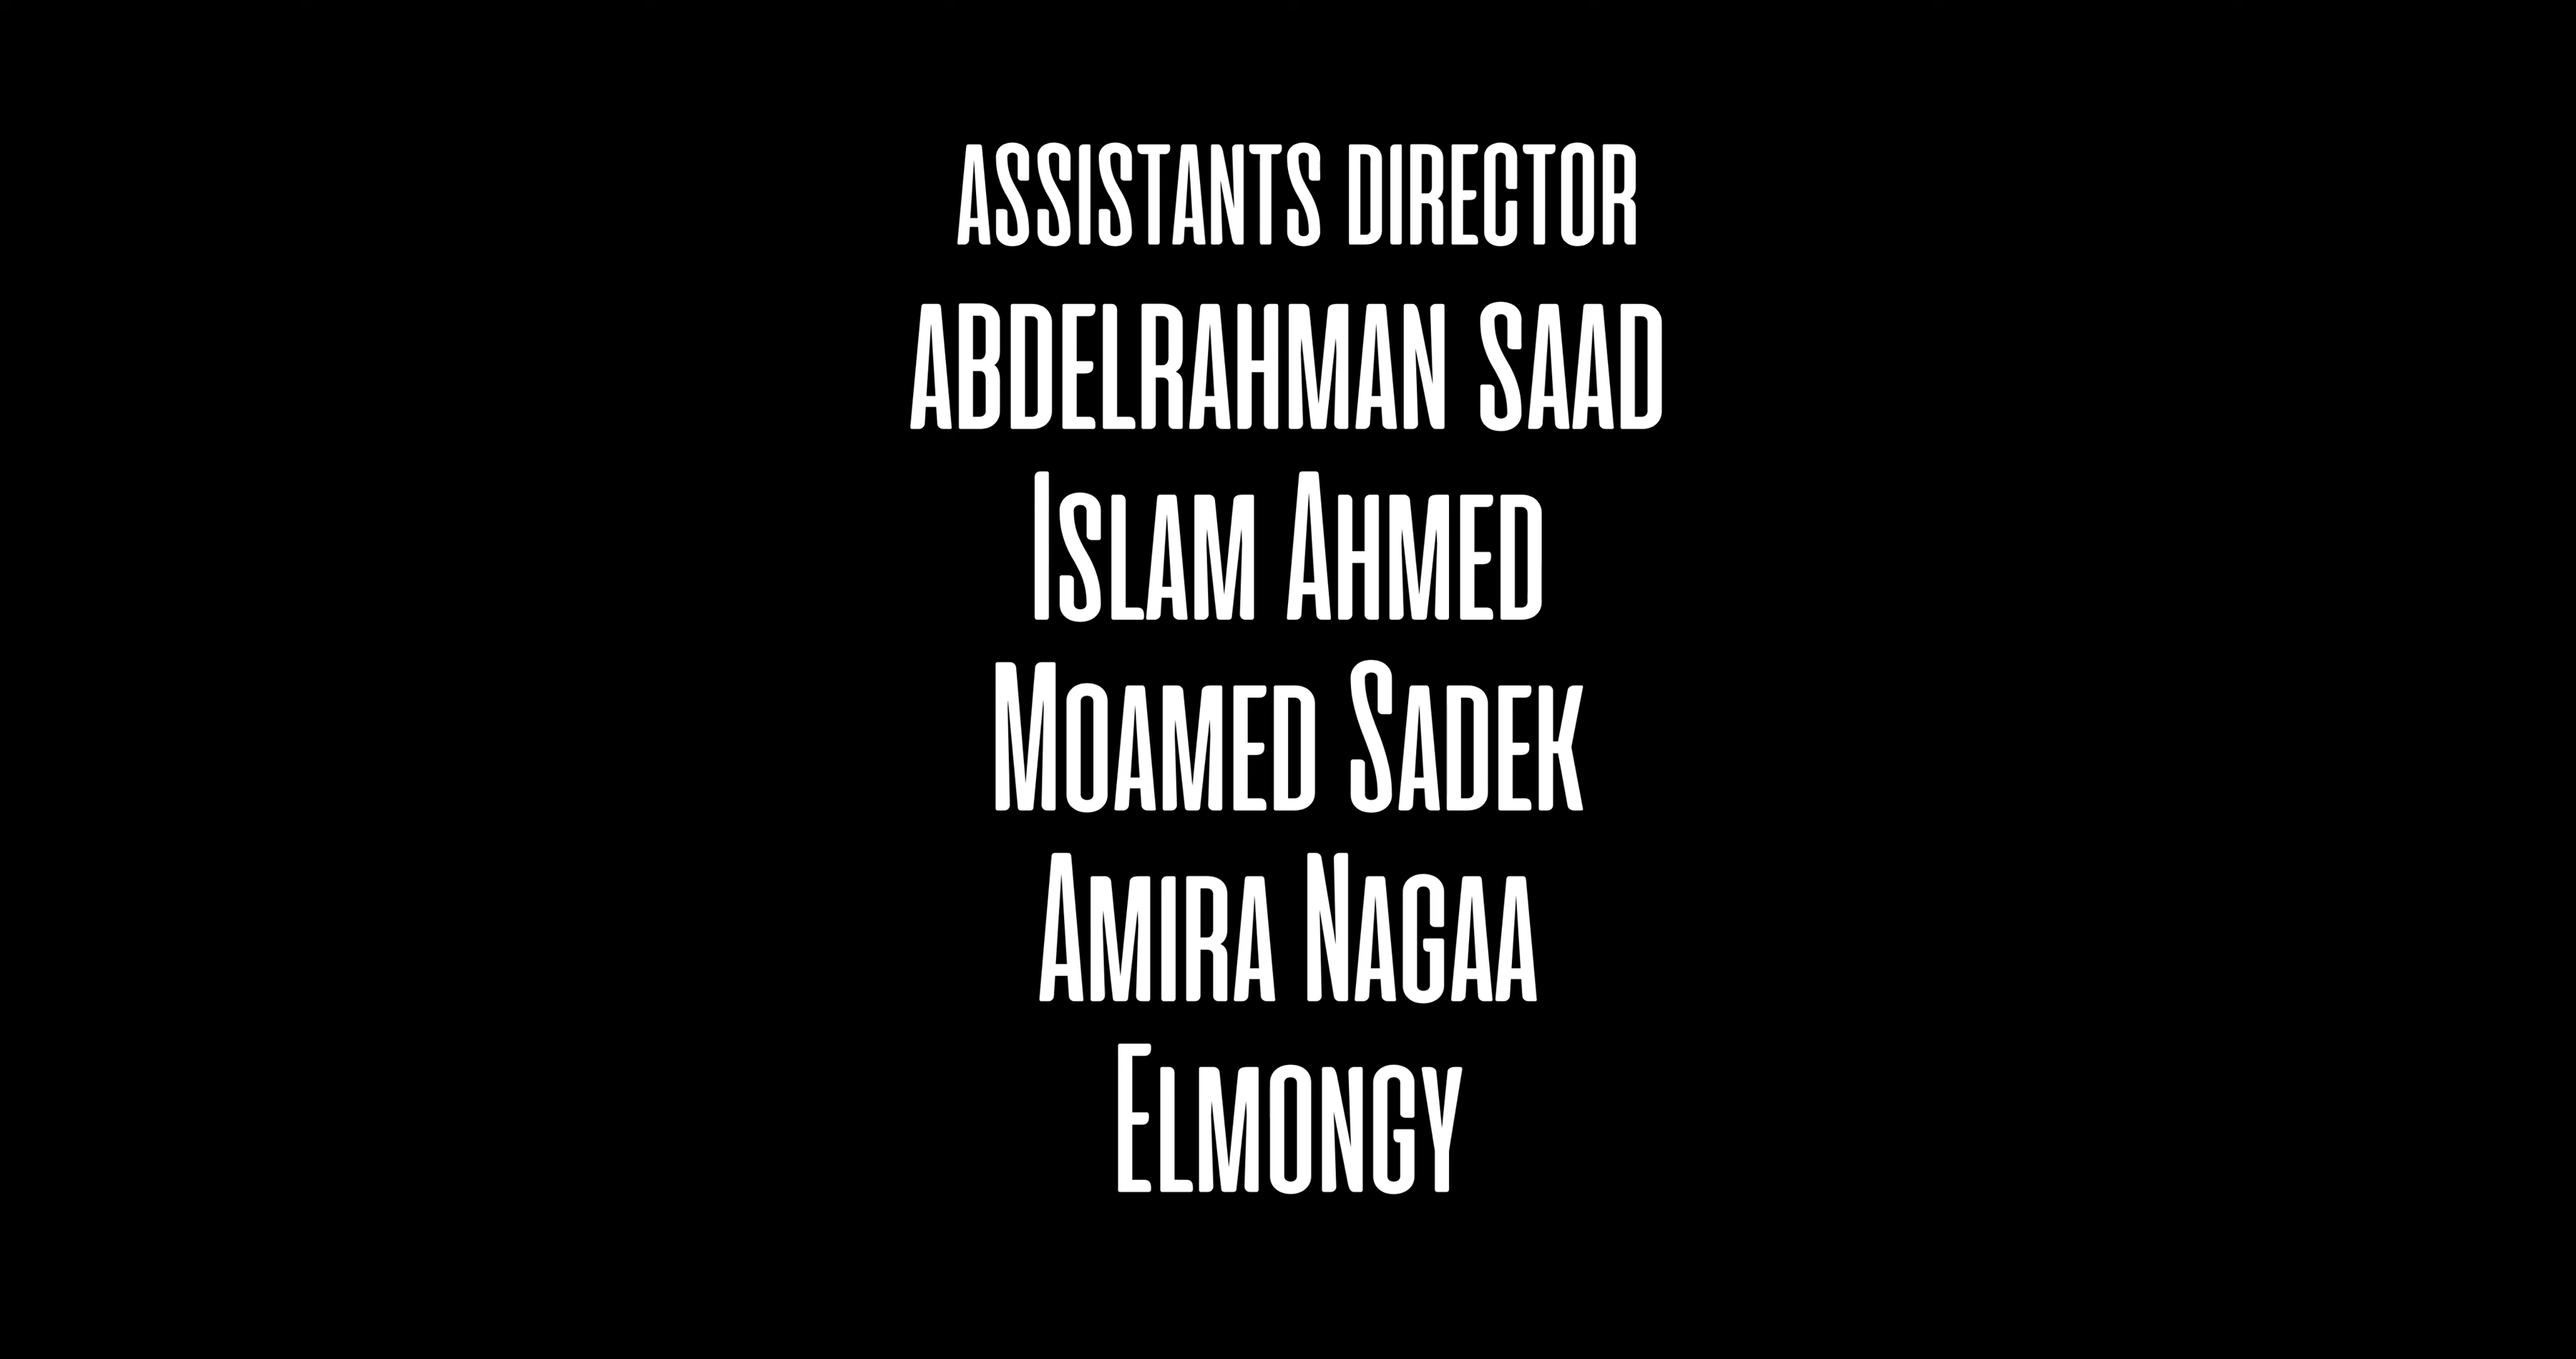 ASSISTANTS DIRECTOR
ABDELRAHMAN SAAD
ISLAM AHMED
MOAMED SADEK
AMIRA NAGAA
ELMONGY